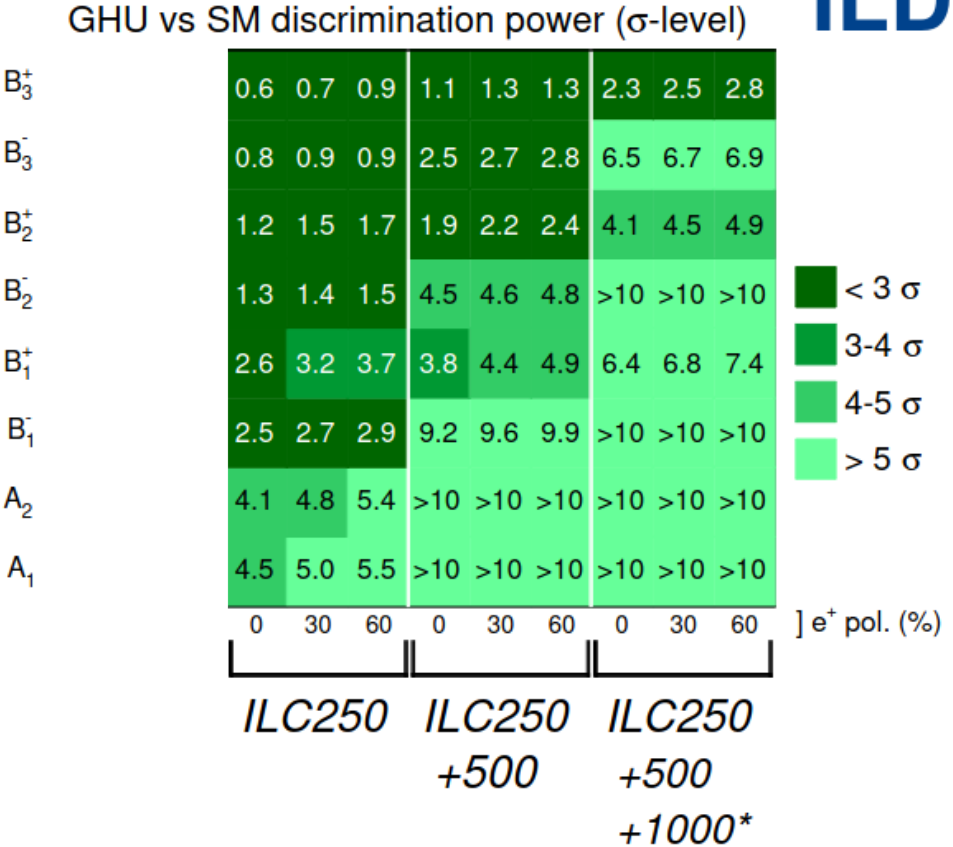 GHU vs SM discrimination power (σ-level)
ILD
B₃⁺ 0.6 0.7 0.9 1.1 1.3 1.3 2.3 2.5 2.8
B₃⁻ 0.8 0.9 0.9 2.5 2.7 2.8 6.5 6.7 6.9
B₂⁺ 1.2 1.5 1.7 1.9 2.2 2.4 4.1 4.5 4.9
B₂⁻ 1.3 1.4 1.5 4.5 4.6 4.8 >10 >10 >10
B₁⁺ 2.6 3.2 3.7 3.8 4.4 4.9 6.4 6.8 7.4
B₁⁻ 2.5 2.7 2.9 9.2 9.6 9.9 >10 >10 >10
A₂ 4.1 4.8 5.4 >10 >10 >10 >10 >10 >10
A₁ 4.5 5.0 5.5 >10 >10 >10 >10 >10 >10
0 30 60 0 30 60 0 30 60 ] e⁺ pol. (%)
< 3 σ
3-4 σ
4-5 σ
> 5 σ
ILC250
ILC250
+500
ILC250
+500
+1000*